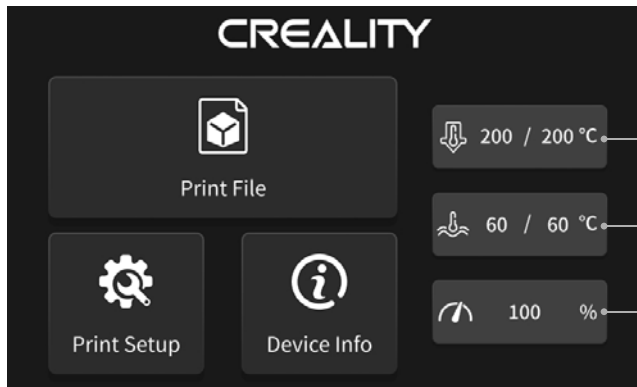 CREALITY
Print File
Print Setup
Device Info
200 / 200 °C
60 / 60 °C
100 %